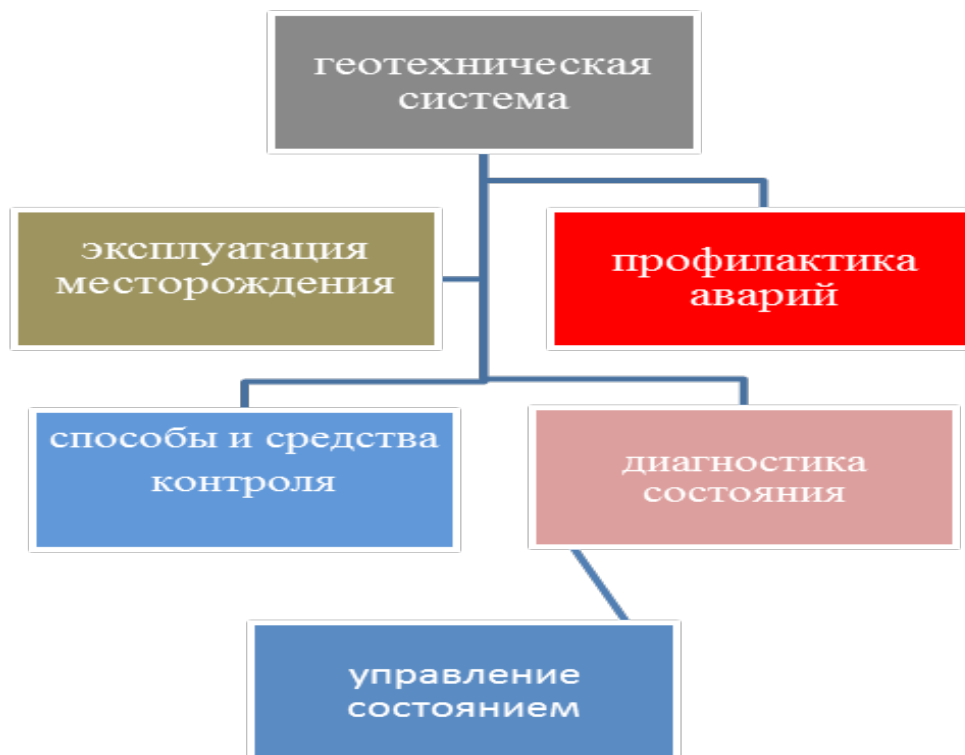 геотехническая
система
эксплуатация
месторождения
профилактика
аварий
способы и средства
контроля
диагностика
состояния
управление
состоянием